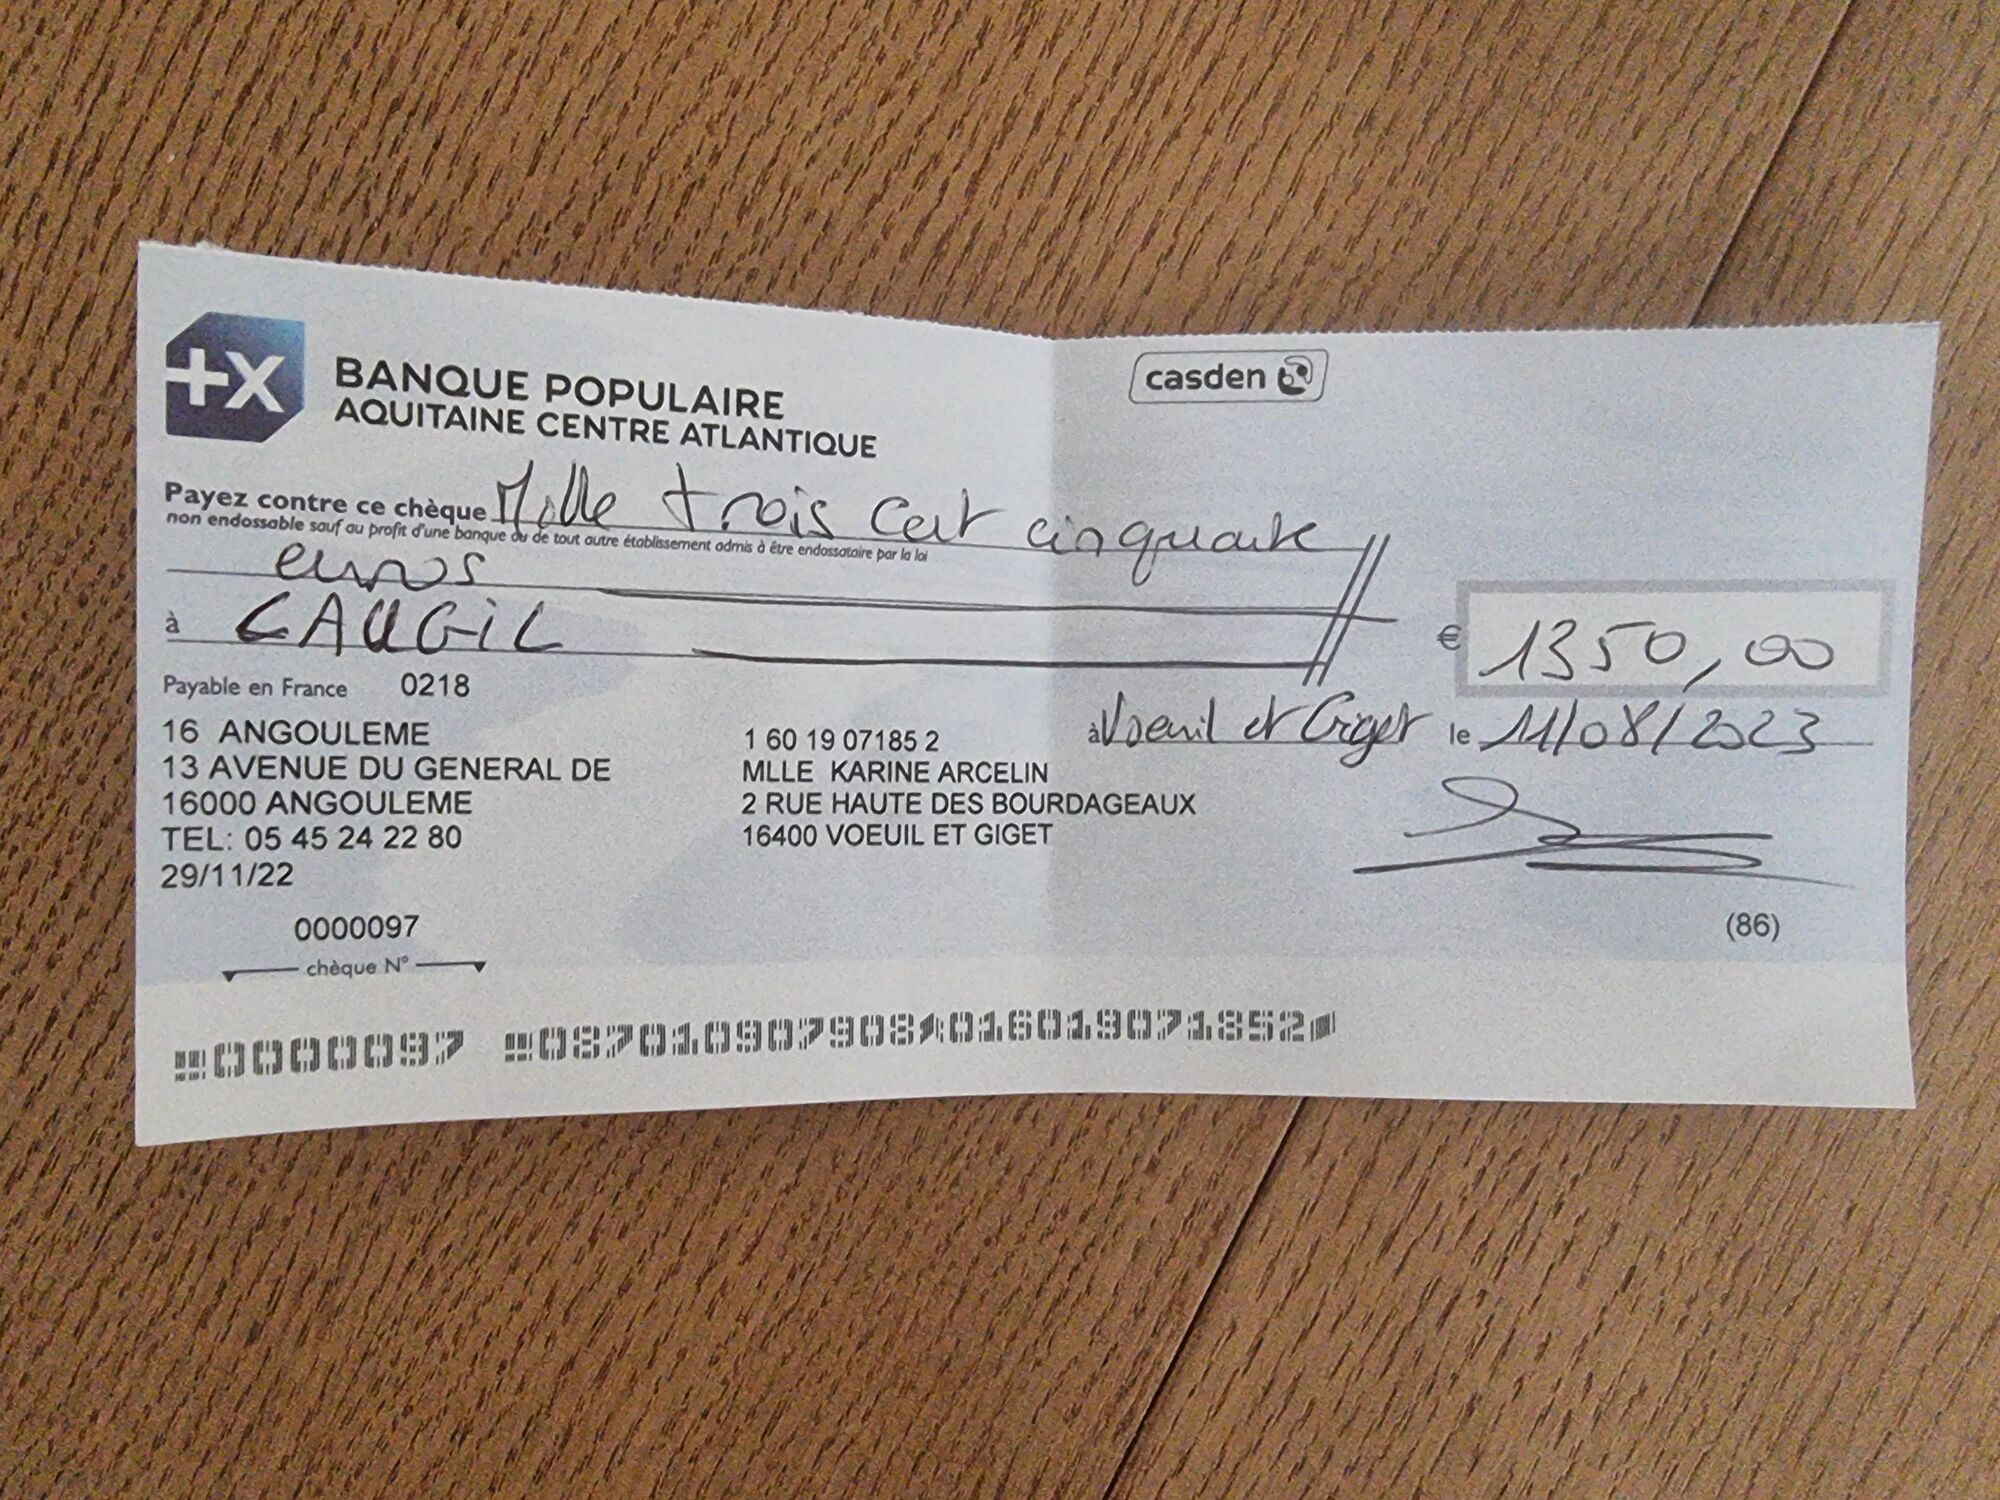 +X BANQUE POPULAIRE
AQUITAINE CENTRE ATLANTIQUE
casden
Payez contre ce chèque Mille trois cent cinquante
non endossable sauf au profit d'une banque ou de tout autre établissement admis à être endossataire par la loi
euros
à CAUGIL
€ 1350,00
Payable en France 0218
à Voeuil et Giget le 11/08/2023
16 ANGOULEME
13 AVENUE DU GENERAL DE
16000 ANGOULEME
TEL: 05 45 24 22 80
29/11/22
1 60 19 07185 2
MLLE KARINE ARCELIN
2 RUE HAUTE DES BOURDAGEAUX
16400 VOEUIL ET GIGET
0000097
chèque N°
(86)
0000097 087010907908 016019071852